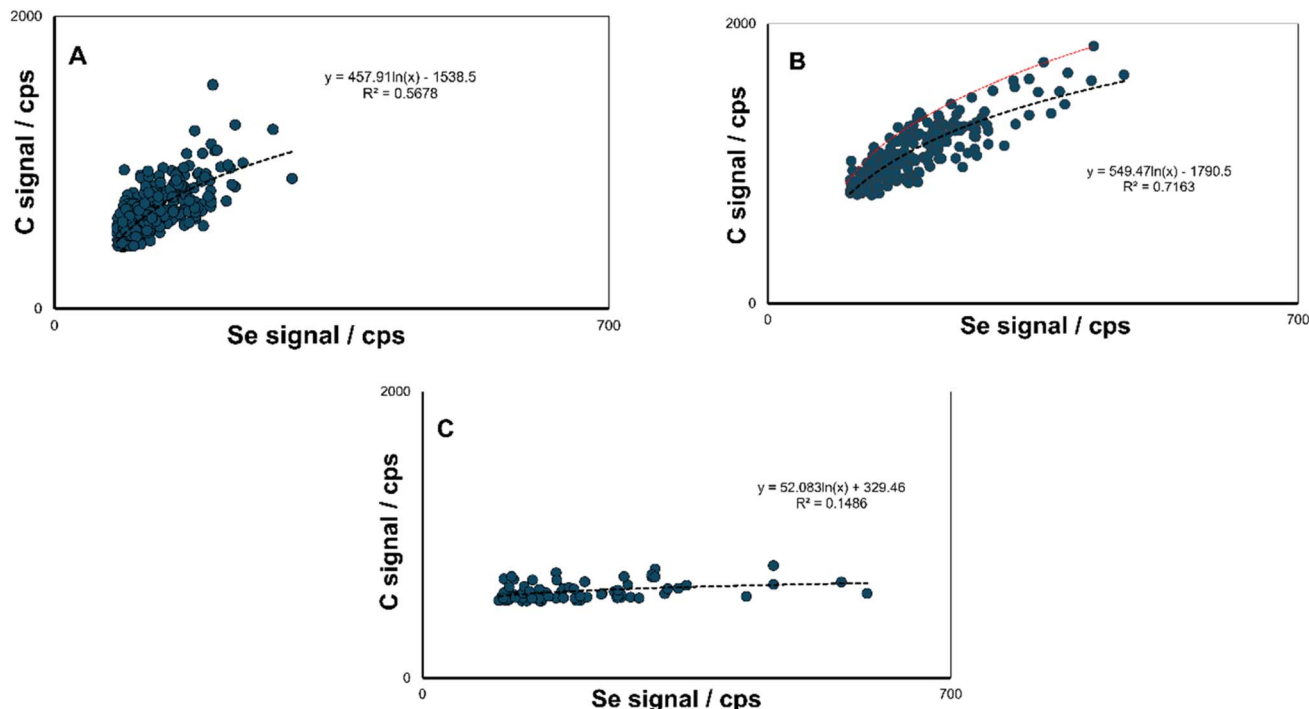 2000
A
y = 457.91ln(x) - 1538.5
R² = 0.5678
C signal / cps
0
0
700
Se signal / cps
2000
B
y = 549.47ln(x) - 1790.5
R² = 0.7163
C signal / cps
0
0
700
Se signal / cps
2000
C
y = 52.083ln(x) + 329.46
R² = 0.1486
C signal / cps
0
0
700
Se signal / cps